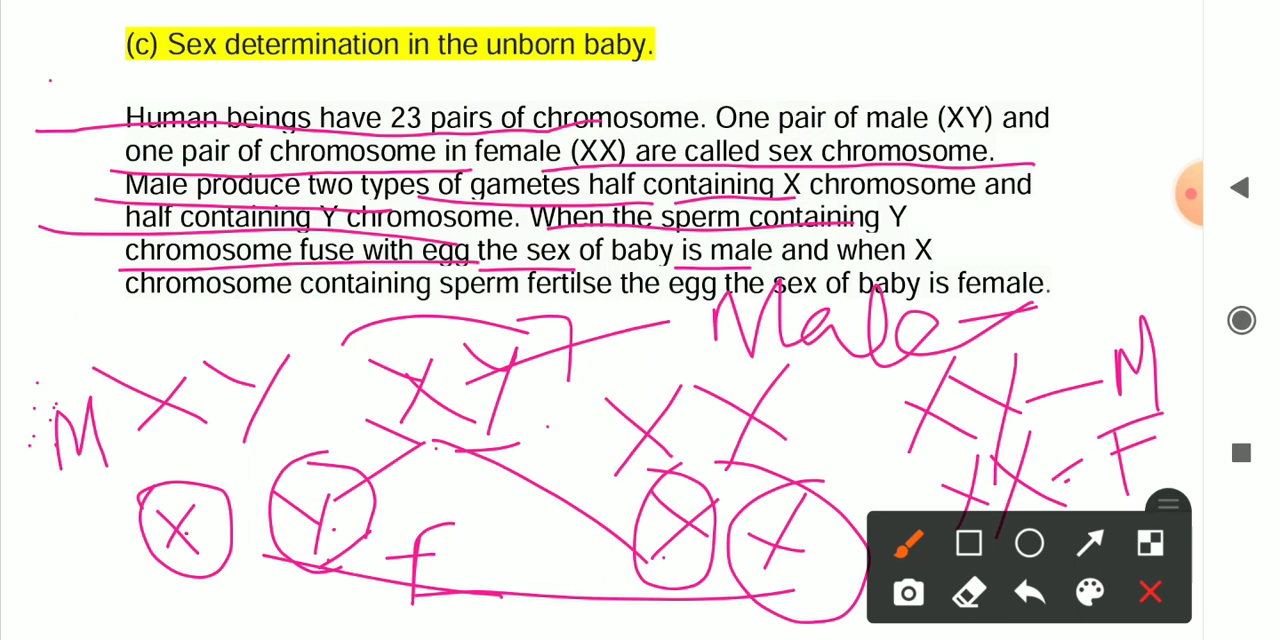 (c) Sex determination in the unborn baby.
Human beings have 23 pairs of chromosome. One pair of male (XY) and
one pair of chromosome in female (XX) are called sex chromosome.
Male produce two types of gametes half containing X chromosome and
half containing Y chromosome. When the sperm containing Y
chromosome fuse with egg the sex of baby is male and when X
chromosome containing sperm fertilse the egg the sex of baby is female.
Male
M XY XY XX XY-M
XX-F
X Y X X
f